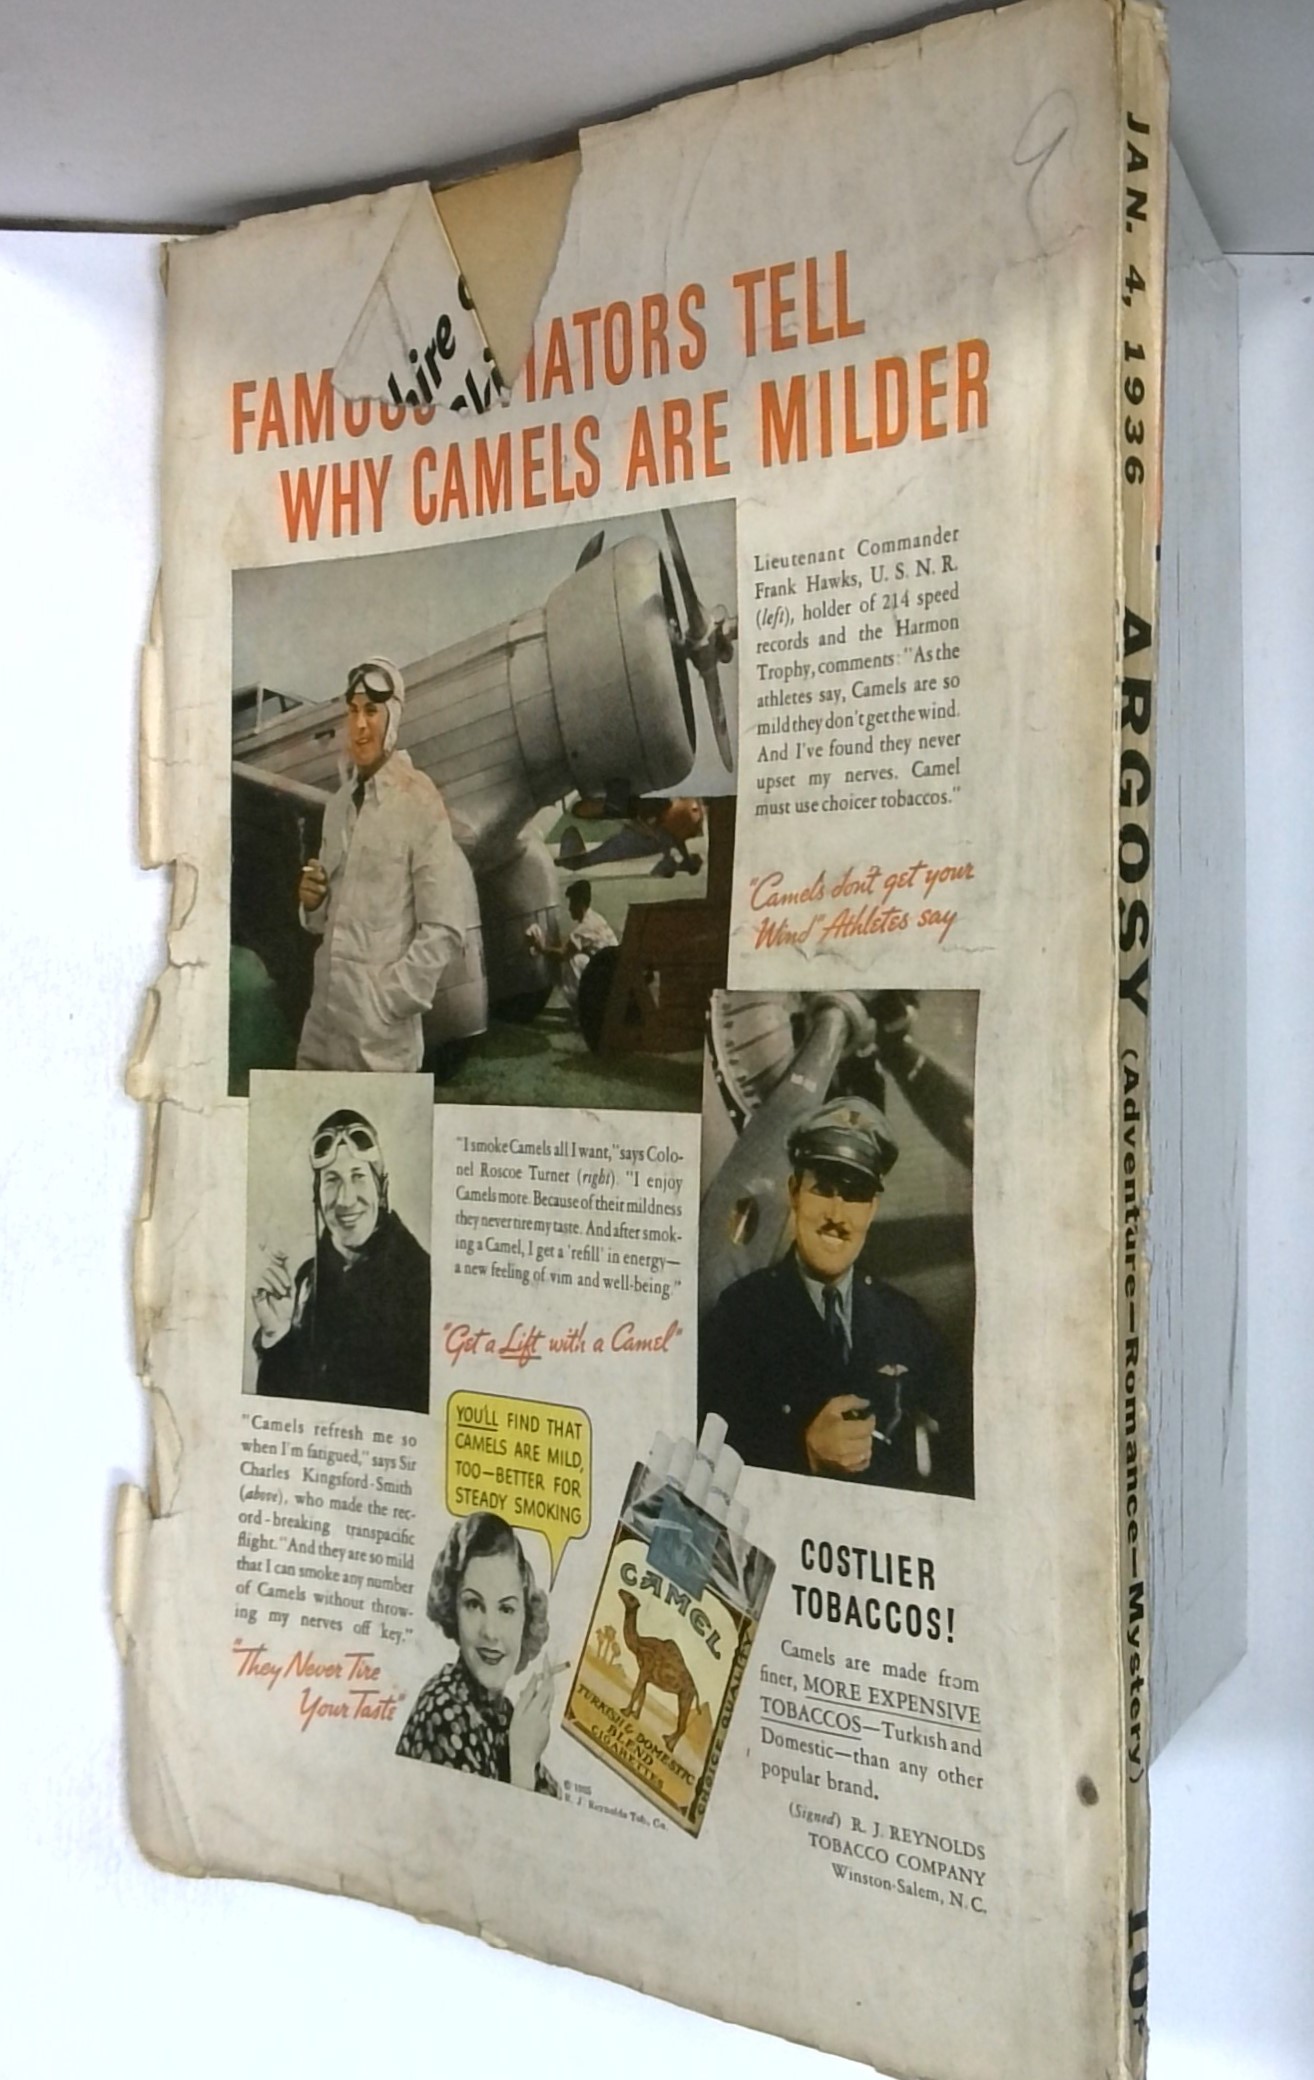 9
hire
FAMOUS IATORS TELL
WHY CAMELS ARE MILDER
Lieutenant Commander
Frank Hawks, U. S. N. R.
(left), holder of 214 speed
records and the Harmon
Trophy, comments: "As the
athletes say, Camels are so
mild they don't get the wind.
And I've found they never
upset my nerves. Camel
must use choicer tobaccos."
"Camels don't get your
Wind" Athletes say
"I smoke Camels all I want," says Colo-
nel Roscoe Turner (right). "I enjoy
Camels more. Because of their mildness
they never tire my taste. And after smok-
ing a Camel, I get a 'refill' in energy—
a new feeling of vim and well-being."
"Get a Lift with a Camel"
"Camels refresh me so
when I'm fatigued," says Sir
Charles Kingsford-Smith
(above), who made the rec-
ord-breaking transpacific
flight. "And they are so mild
that I can smoke any number
of Camels without throw-
ing my nerves off key."
"They Never Tire
Your Taste"
YOU'LL FIND THAT
CAMELS ARE MILD,
TOO—BETTER FOR
STEADY SMOKING
CAMEL
TURKISH & DOMESTIC
BLEND
CIGARETTES
CHOICE QUALITY
© 1935
R. J. Reynolds Tob. Co.
COSTLIER
TOBACCOS!
Camels are made from
finer, MORE EXPENSIVE
TOBACCOS—Turkish and
Domestic—than any other
popular brand.
(Signed) R. J. REYNOLDS
TOBACCO COMPANY
Winston-Salem, N. C.
JAN. 4, 1936 ARGOSY (Adventure—Romance—Mystery) 10¢